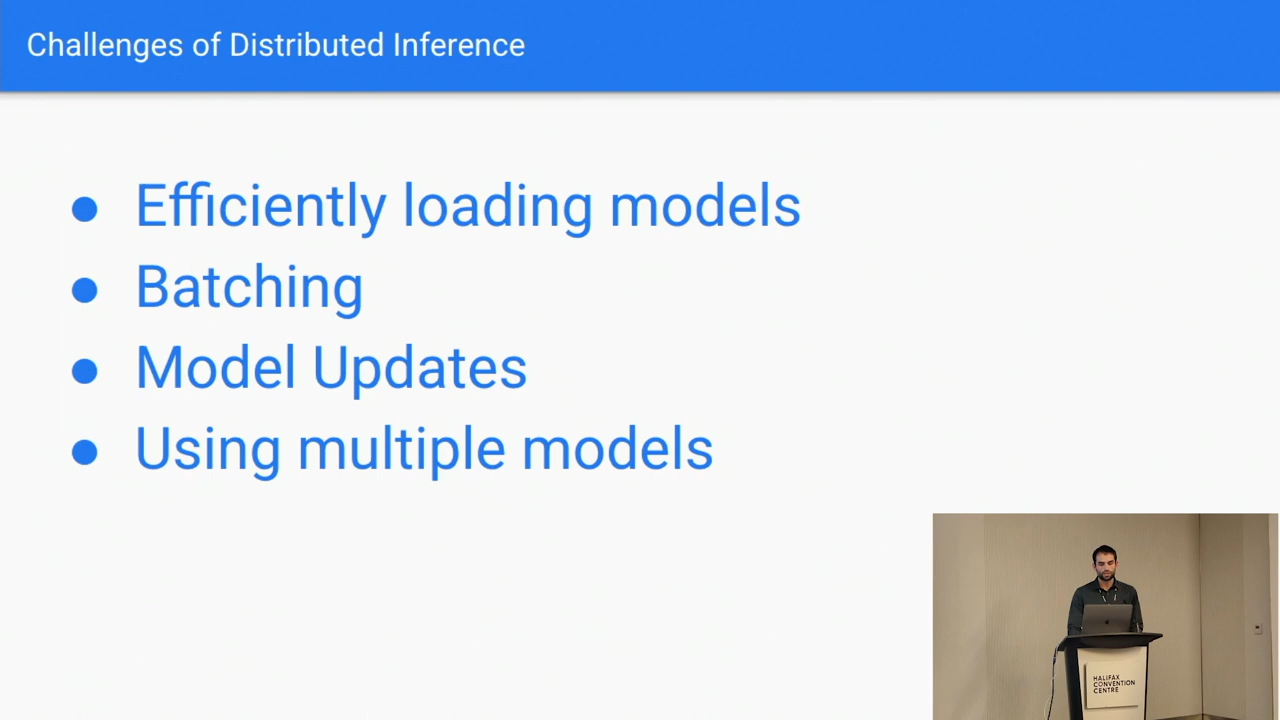 Challenges of Distributed Inference
● Efficiently loading models
● Batching
● Model Updates
● Using multiple models
HALIFAX
CONVENTION
CENTRE